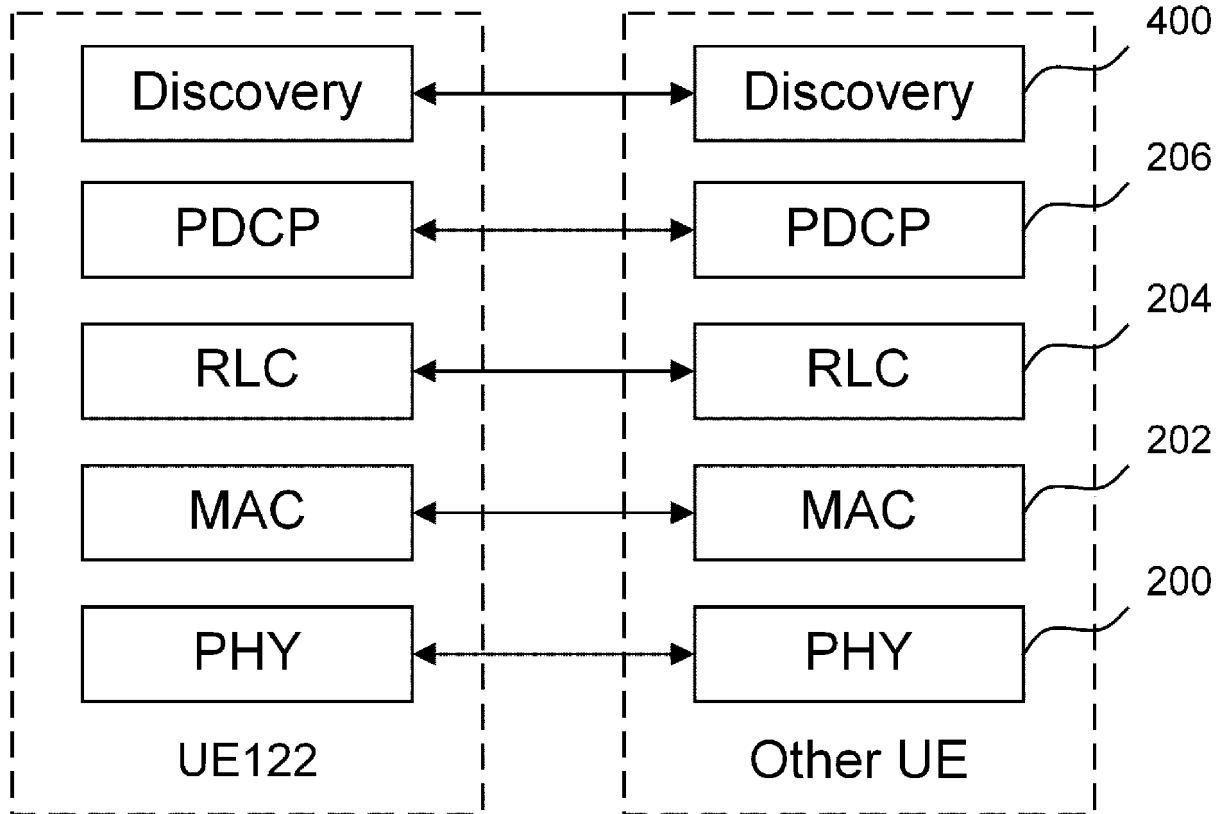 400
Discovery Discovery
206
PDCP PDCP
204
RLC RLC
202
MAC MAC
200
PHY PHY
UE122 Other UE